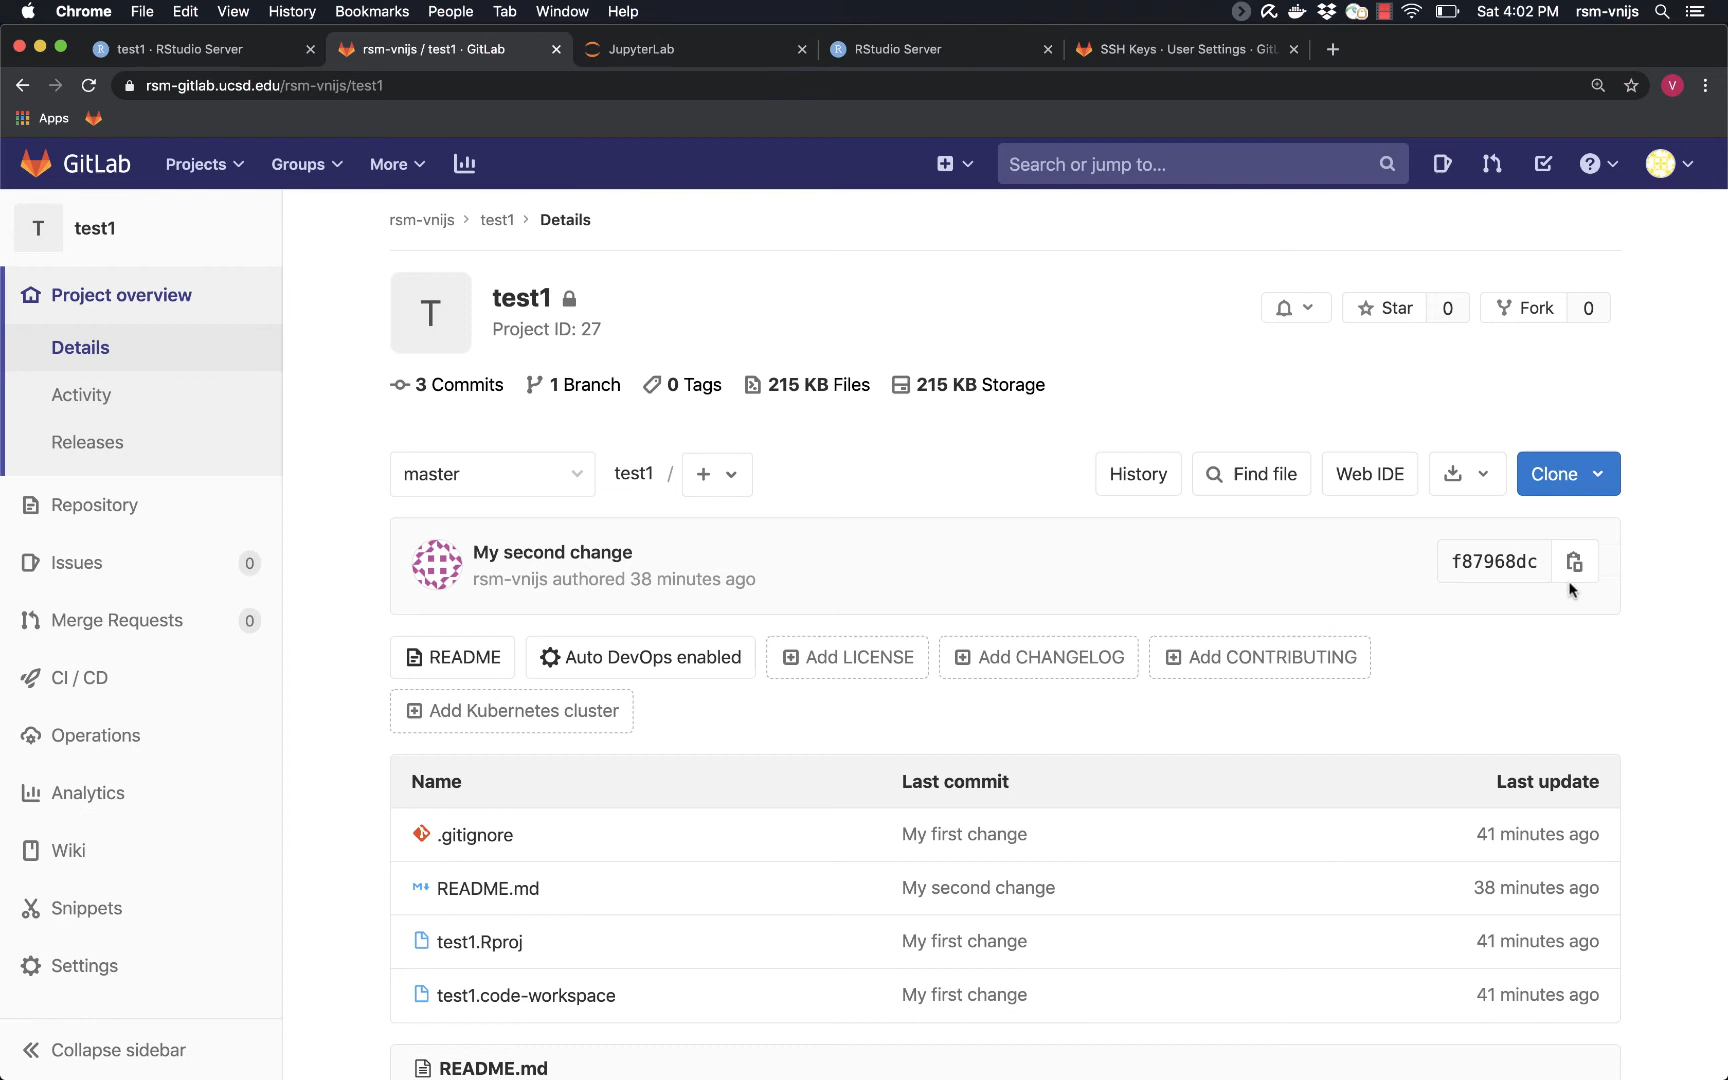 Chrome File Edit View History Bookmarks People Tab Window Help Sat 4:02 PM rsm-vnijs
test1 · RStudio Server rsm-vnijs / test1 · GitLab JupyterLab RStudio Server SSH Keys · User Settings · GitL
rsm-gitlab.ucsd.edu/rsm-vnijs/test1 V
Apps
GitLab Projects Groups More Search or jump to...
T test1
Project overview
Details
Activity
Releases
Repository
Issues 0
Merge Requests 0
CI / CD
Operations
Analytics
Wiki
Snippets
Settings
Collapse sidebar
rsm-vnijs > test1 > Details
T
test1
Project ID: 27
Star 0 Fork 0
3 Commits 1 Branch 0 Tags 215 KB Files 215 KB Storage
master test1 / + History Find file Web IDE Clone
My second change
rsm-vnijs authored 38 minutes ago
f87968dc
README Auto DevOps enabled Add LICENSE Add CHANGELOG Add CONTRIBUTING
Add Kubernetes cluster
Name Last commit Last update
.gitignore My first change 41 minutes ago
README.md My second change 38 minutes ago
test1.Rproj My first change 41 minutes ago
test1.code-workspace My first change 41 minutes ago
README.md